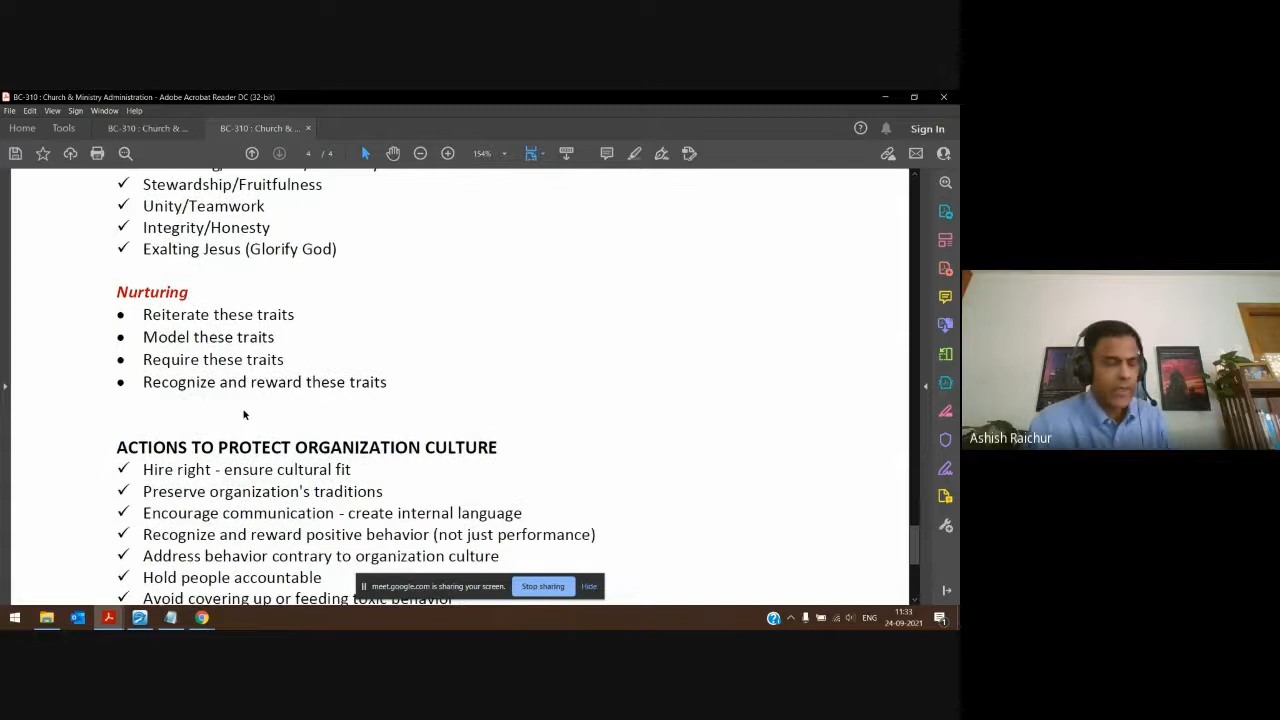 BC-310 : Church & Ministry Administration - Adobe Acrobat Reader DC (32-bit)
File Edit View Sign Window Help
Home Tools BC-310 : Church & ... BC-310 : Church & ... Sign In
4 / 4 154%
Stewardship/Fruitfulness
Unity/Teamwork
Integrity/Honesty
Exalting Jesus (Glorify God)
Nurturing
Reiterate these traits
Model these traits
Require these traits
Recognize and reward these traits
ACTIONS TO PROTECT ORGANIZATION CULTURE
Hire right - ensure cultural fit
Preserve organization's traditions
Encourage communication - create internal language
Recognize and reward positive behavior (not just performance)
Address behavior contrary to organization culture
Hold people accountable
Avoid covering up or feeding toxic behavior
meet.google.com is sharing your screen. Stop sharing Hide
ENG 11:33
24-09-2021
Ashish Raichur